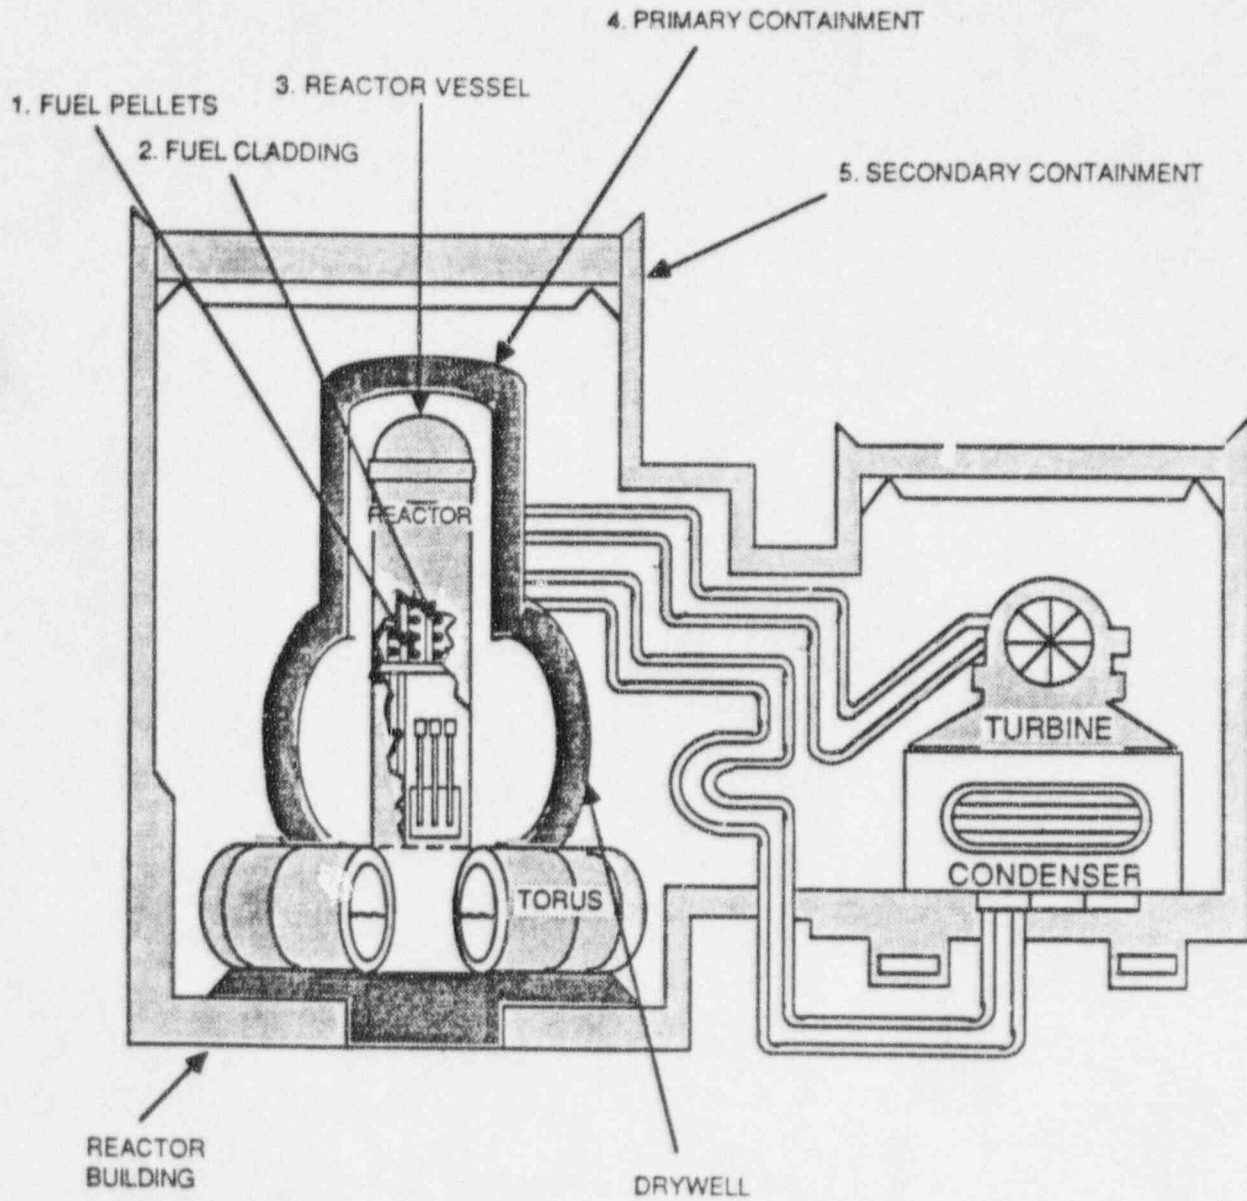 4. PRIMARY CONTAINMENT
3. REACTOR VESSEL
1. FUEL PELLETS
2. FUEL CLADDING
5. SECONDARY CONTAINMENT
REACTOR
TURBINE
CONDENSER
TORUS
REACTOR
BUILDING
DRYWELL